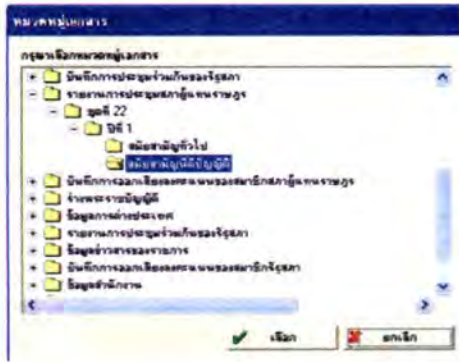 หมวดหมู่เอกสาร
กรุณาเลือกหมวดหมู่เอกสาร
บันทึกการประชุมร่วมกันของรัฐสภา
รายงานการประชุมสภาผู้แทนราษฎร
ชุดที่ 22
ปีที่ 1
สมัยสามัญทั่วไป
สมัยสามัญนิติบัญญัติ
บันทึกการออกเสียงลงคะแนนของสมาชิกสภาผู้แทนราษฎร
ร่างพระราชบัญญัติ
ข้อมูลการต่างประเทศ
รายงานการประชุมร่วมกันของรัฐสภา
ข้อมูลข่าวสารของราชการ
บันทึกการออกเสียงลงคะแนนของสมาชิกรัฐสภา
ข้อมูลสำนักงาน
เลือก ยกเลิก